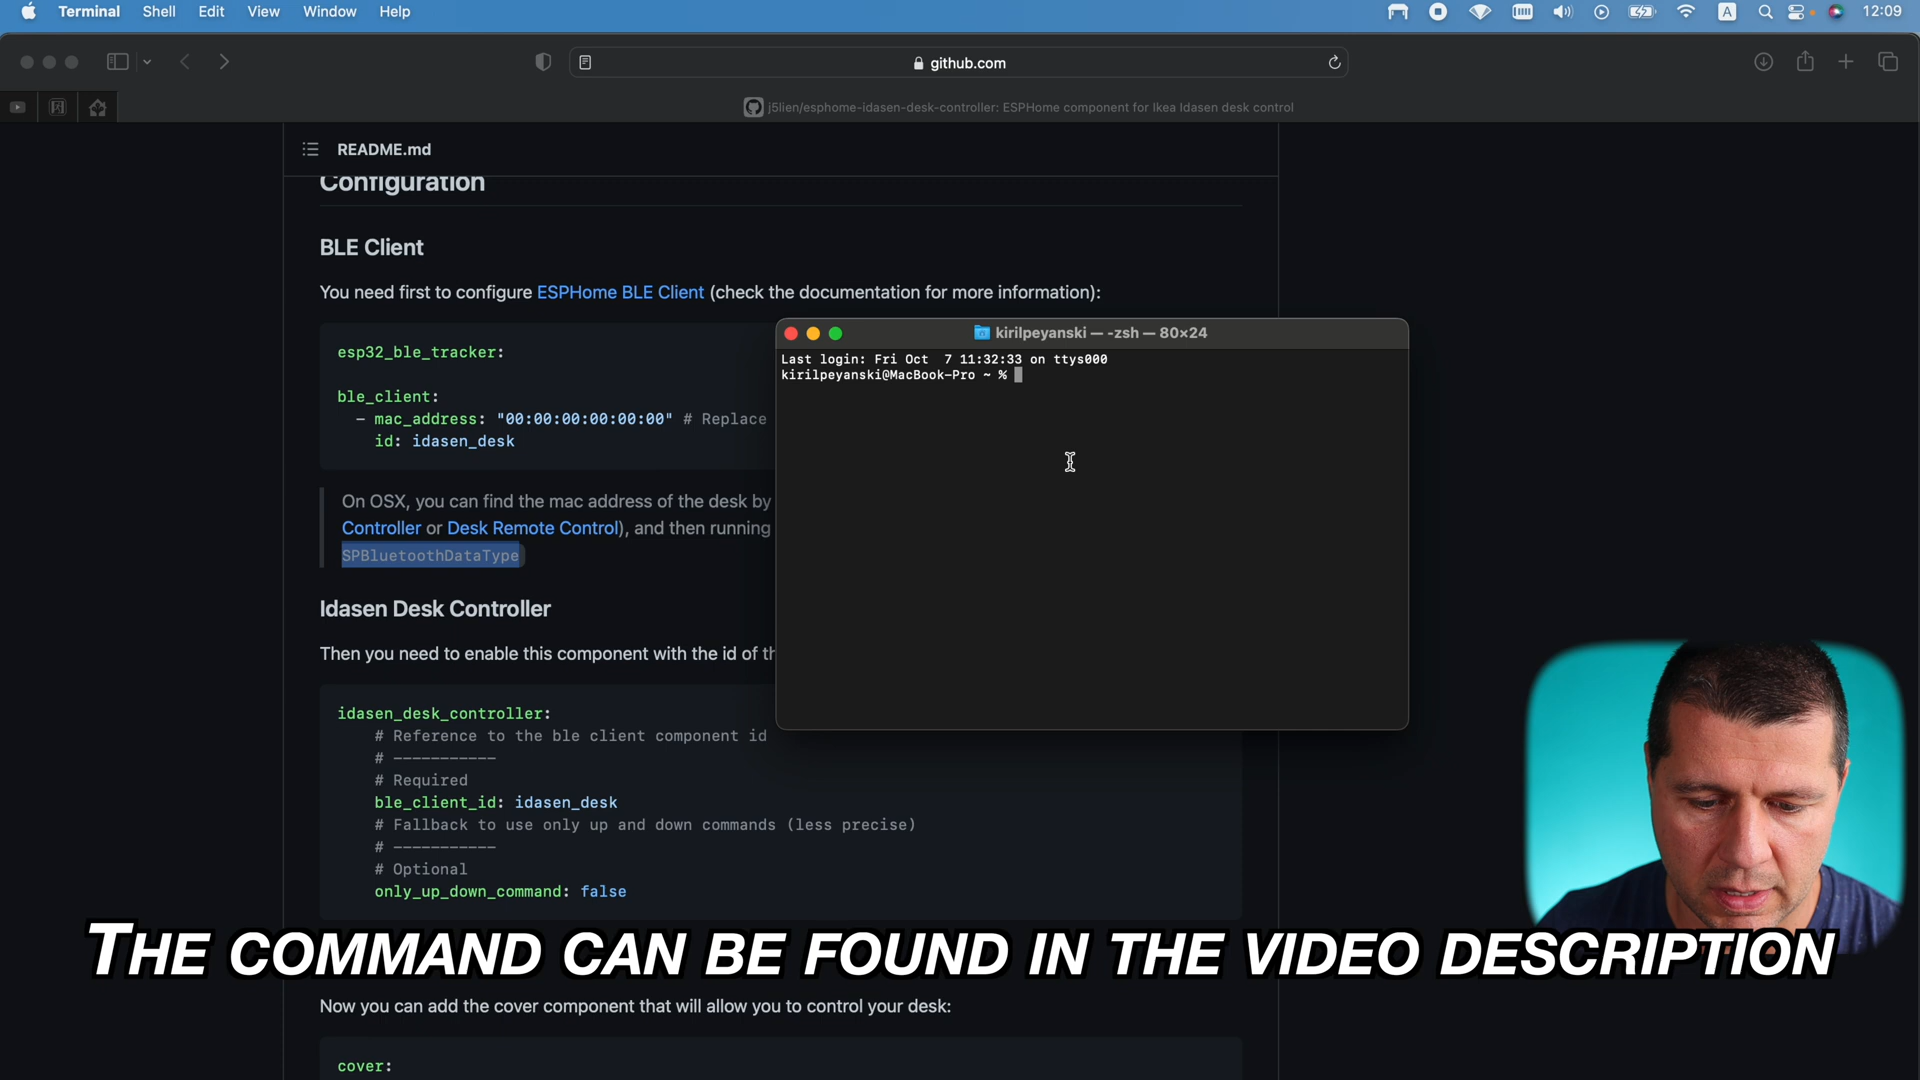 Terminal Shell Edit View Window Help A 12:09
github.com
j5lien/esphome-idasen-desk-controller: ESPHome component for Ikea Idasen desk control
README.md
Configuration
BLE Client
You need first to configure ESPHome BLE Client (check the documentation for more information):
esp32_ble_tracker:
ble_client:
- mac_address: "00:00:00:00:00:00" # Replace
id: idasen_desk
On OSX, you can find the mac address of the desk by
Controller or Desk Remote Control), and then running
SPBluetoothDataType
kirilpeyanski — -zsh — 80×24
Last login: Fri Oct  7 11:32:33 on ttys000
kirilpeyanski@MacBook-Pro ~ %
Idasen Desk Controller
Then you need to enable this component with the id of th
idasen_desk_controller:
# Reference to the ble client component id
# -----------
# Required
ble_client_id: idasen_desk
# Fallback to use only up and down commands (less precise)
# -----------
# Optional
only_up_down_command: false
THE COMMAND CAN BE FOUND IN THE VIDEO DESCRIPTION
Now you can add the cover component that will allow you to control your desk:
cover: